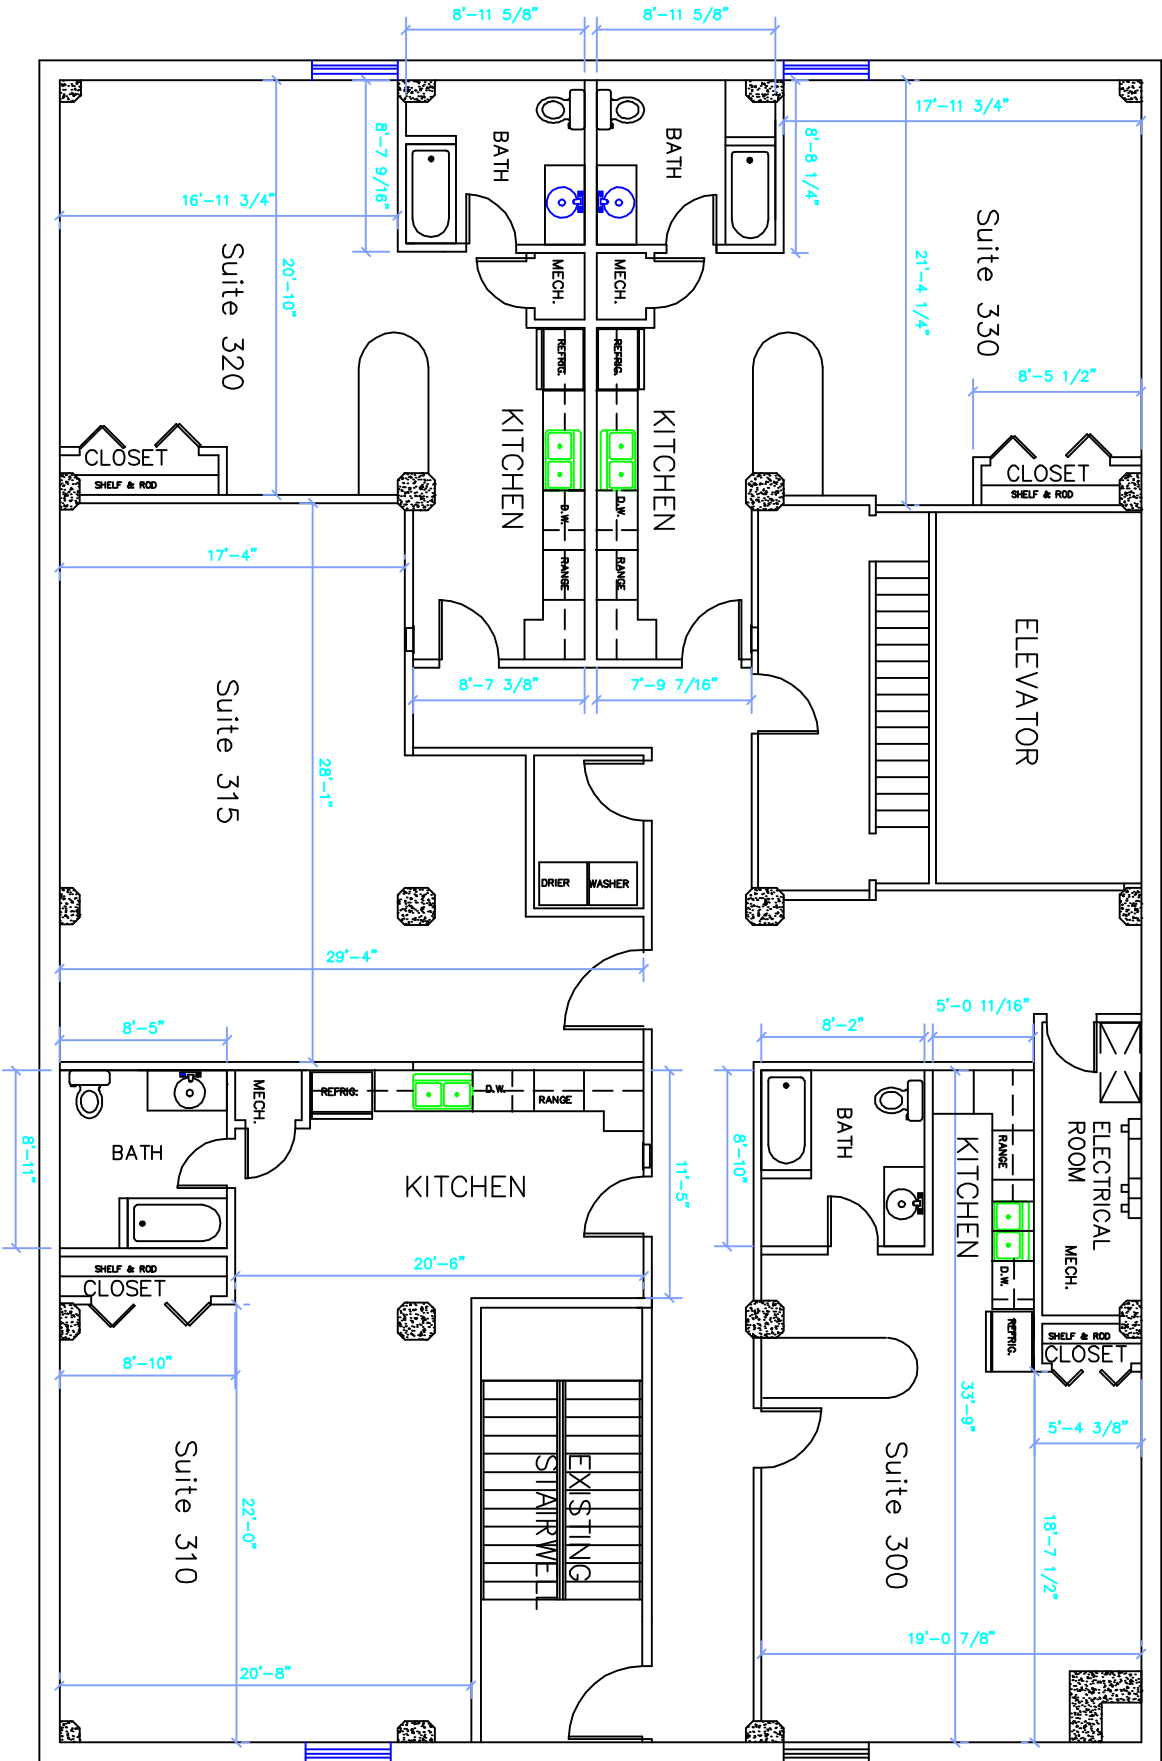 8'-11 5/8"
8'-11 5/8"
17'-11 3/4"
8'-7 9/16"
BATH
BATH
8'-8 1/4"
16'-11 3/4"
Suite 320
20'-10"
MECH.
MECH.
21'-4 1/4"
Suite 330
REFRIG.
REFRIG.
8'-5 1/2"
KITCHEN
KITCHEN
CLOSET
SHELF & ROD
CLOSET
SHELF & ROD
D.W.
D.W.
17'-4"
RANGE
RANGE
ELEVATOR
8'-7 3/8"
7'-9 7/16"
Suite 315
28'-1"
DRIER
WASHER
29'-4"
8'-5"
8'-2"
5'-0 11/16"
MECH.
REFRIG.
D.W.
RANGE
8'-11"
BATH
KITCHEN
11'-5"
8'-10"
BATH
KITCHEN
RANGE
ELECTRICAL
ROOM
MECH.
D.W.
20'-6"
SHELF & ROD
CLOSET
REFRIG.
SHELF & ROD
CLOSET
8'-10"
33'-9"
5'-4 3/8"
Suite 310
22'-0"
EXISTING
STAIRWELL
Suite 300
18'-7 1/2"
19'-0 7/8"
20'-8"